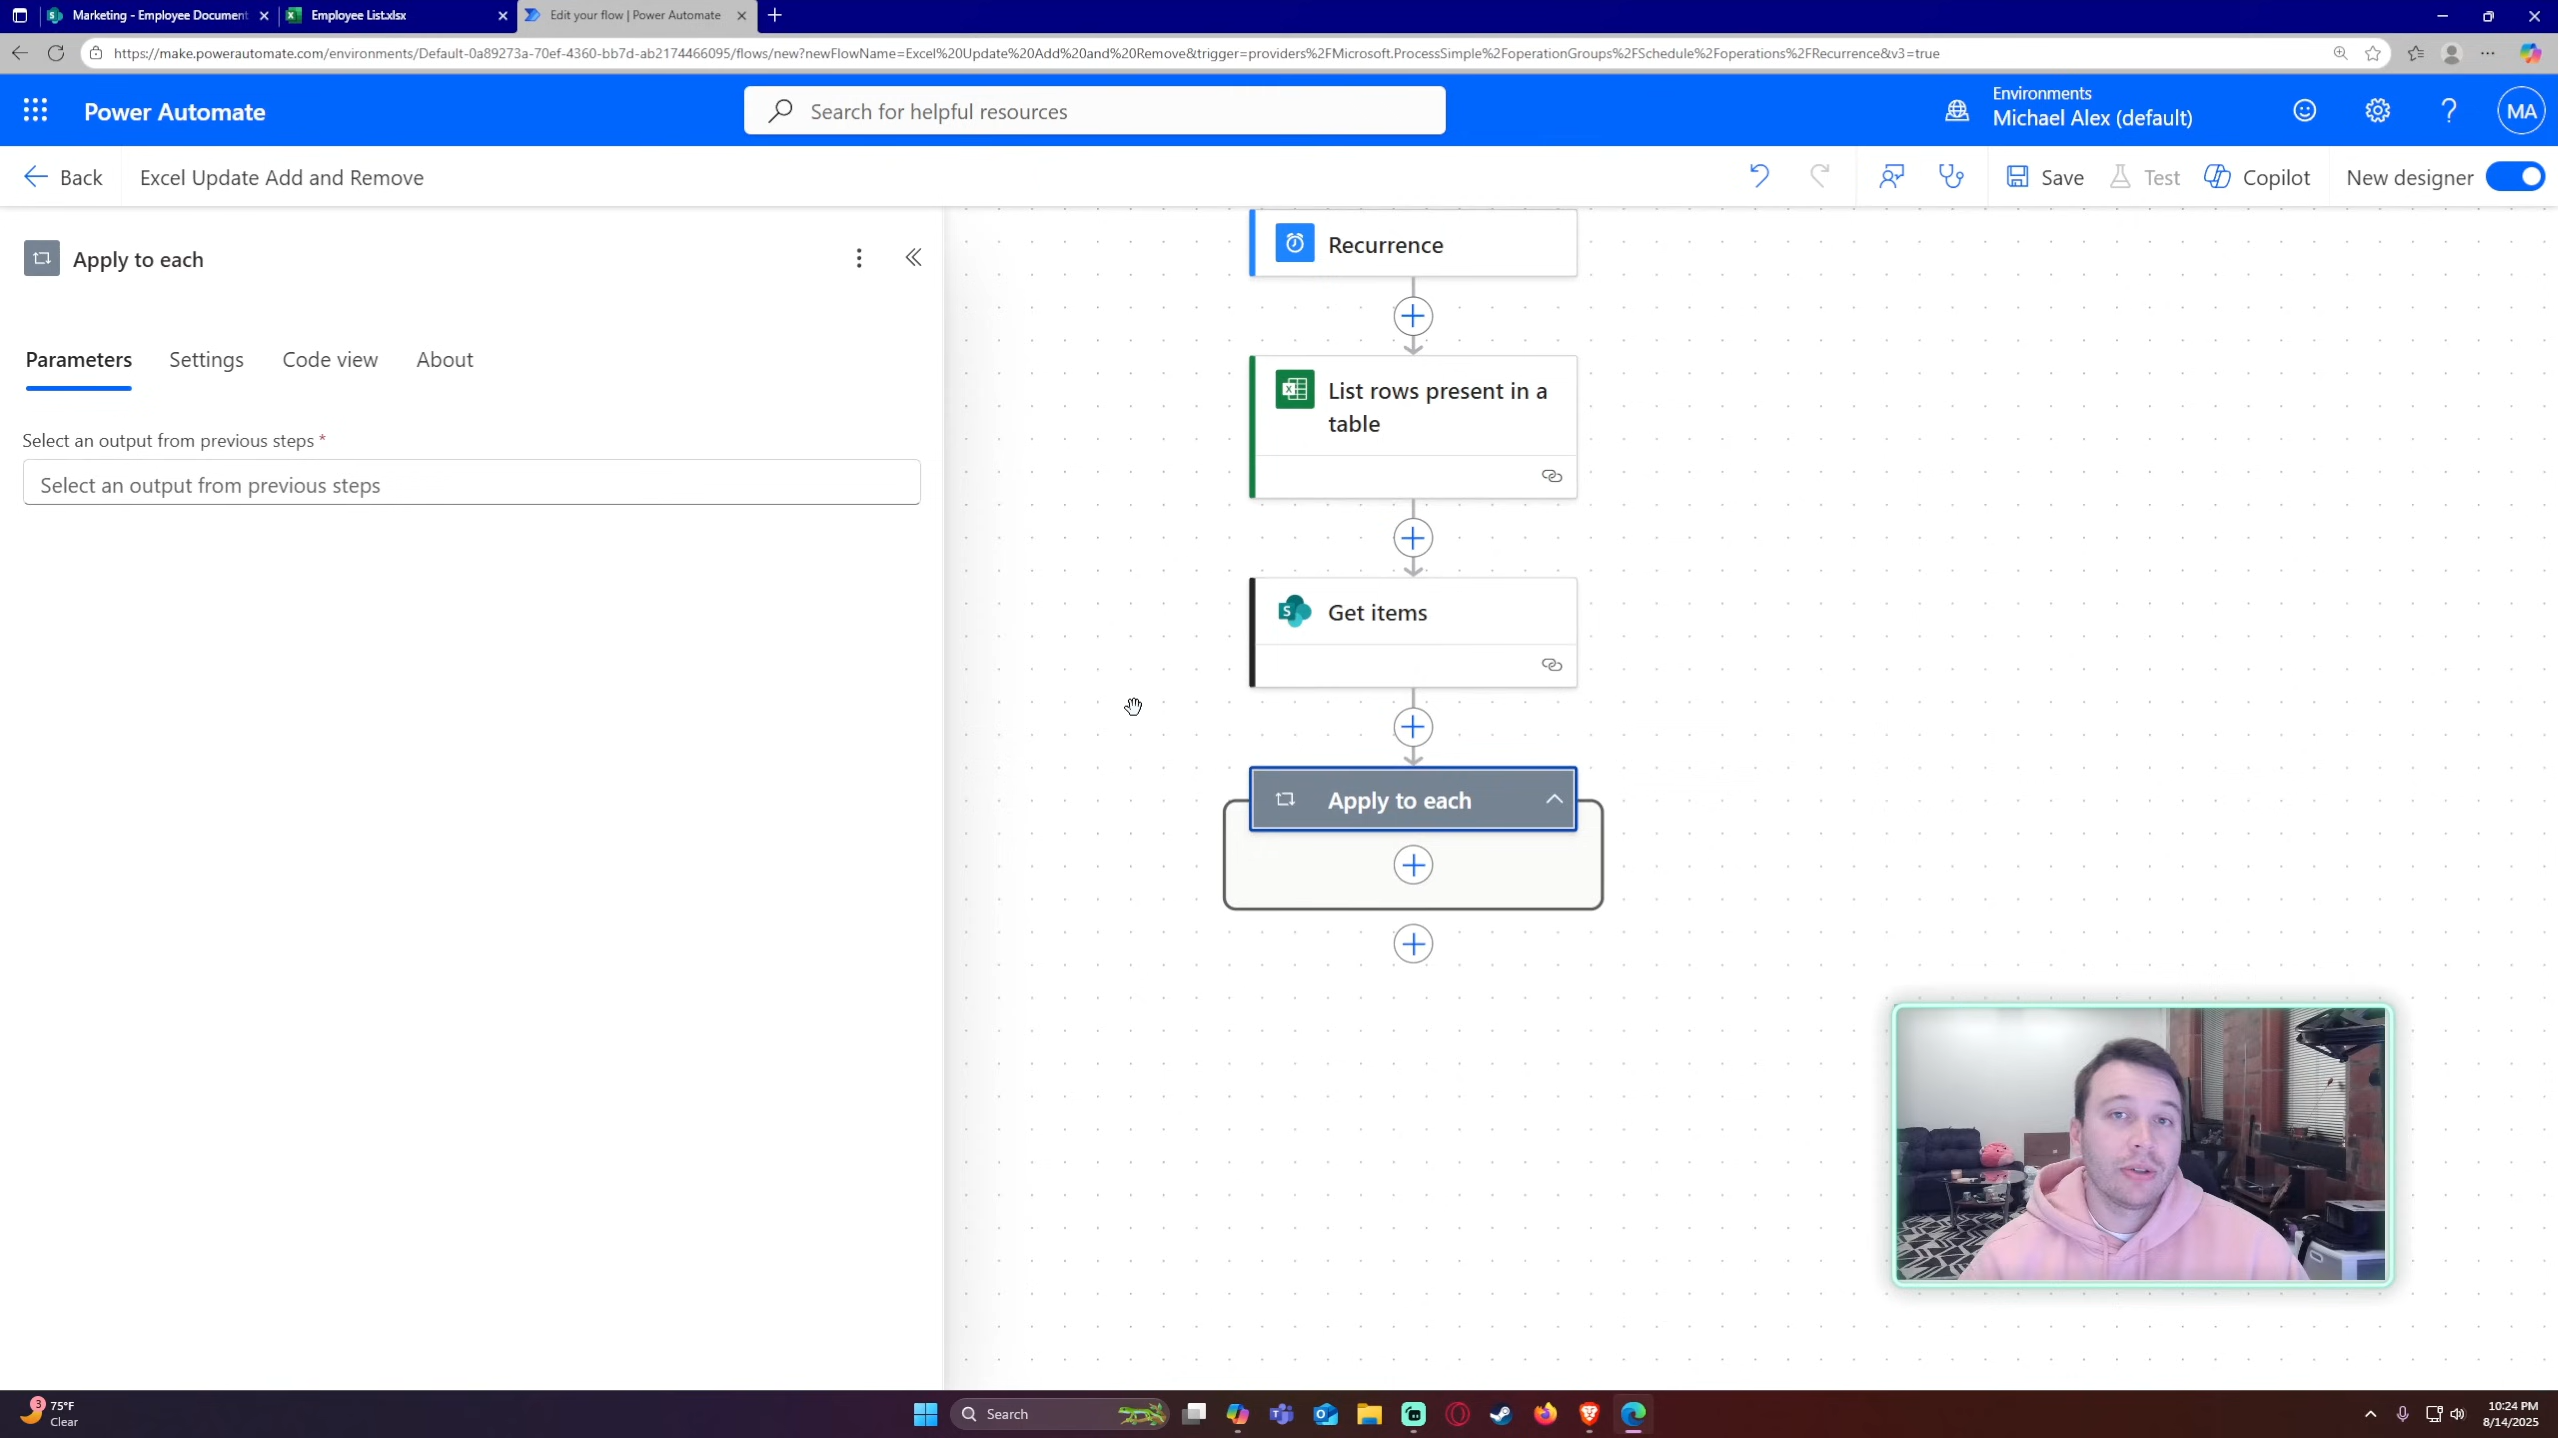 Marketing - Employee Document
Employee List.xlsx
Edit your flow | Power Automate
https://make.powerautomate.com/environments/Default-0a89273a-70ef-4360-bb7d-ab2174466095/flows/new?newFlowName=Excel%20Update%20Add%20and%20Remove&trigger=providers%2FMicrosoft.ProcessSimple%2FoperationGroups%2FSchedule%2Foperations%2FRecurrence&v3=true
Power Automate
Search for helpful resources
Environments
Michael Alex (default)
MA
Back
Excel Update Add and Remove
Save
Test
Copilot
New designer
Apply to each
Parameters
Settings
Code view
About
Select an output from previous steps *
Select an output from previous steps
Recurrence
List rows present in a
table
Get items
Apply to each
3
75°F
Clear
Search
10:24 PM
8/14/2025